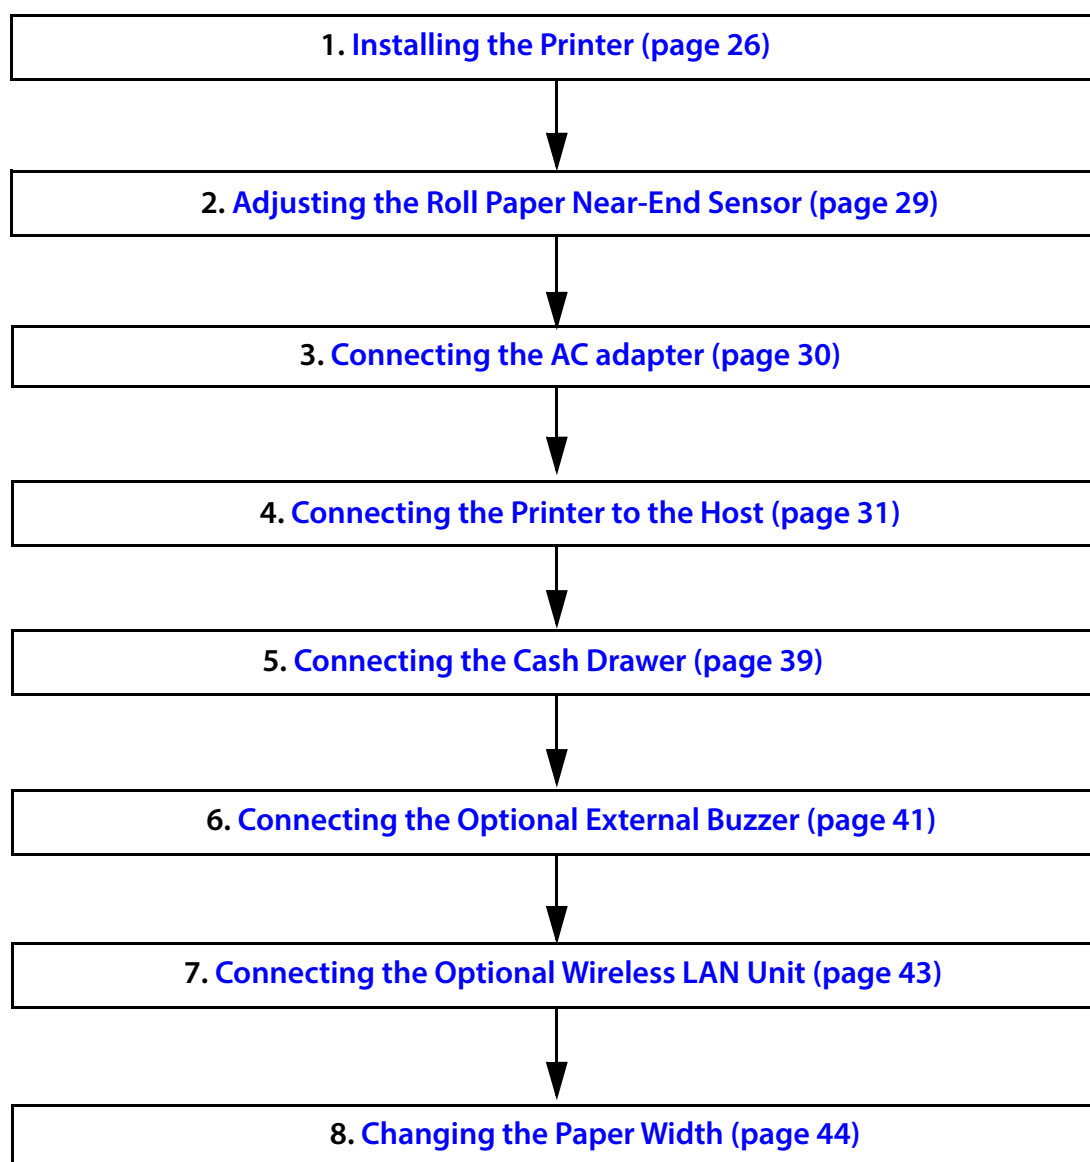 1. Installing the Printer (page 26)
2. Adjusting the Roll Paper Near-End Sensor (page 29)
3. Connecting the AC adapter (page 30)
4. Connecting the Printer to the Host (page 31)
5. Connecting the Cash Drawer (page 39)
6. Connecting the Optional External Buzzer (page 41)
7. Connecting the Optional Wireless LAN Unit (page 43)
8. Changing the Paper Width (page 44)